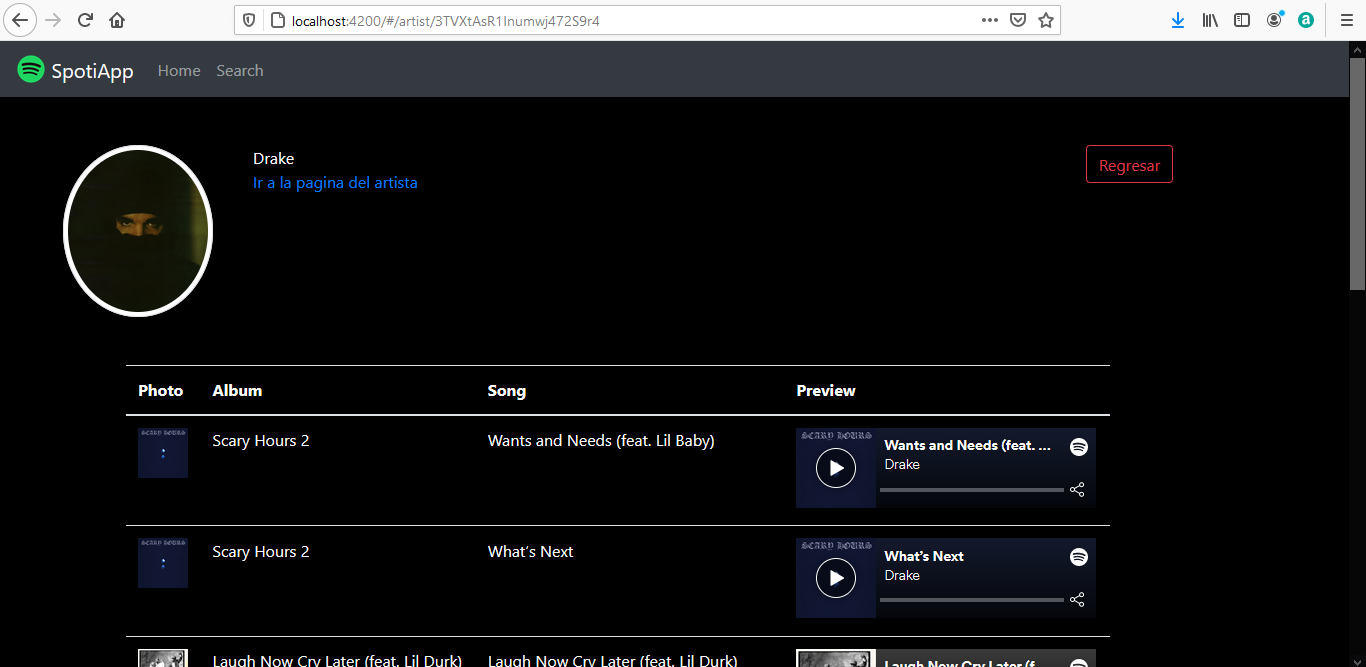 localhost:4200/#/artist/3TVXtAsR1Inumwj472S9r4
a
SpotiApp Home Search
Drake
Regresar
Ir a la pagina del artista
Photo Album Song Preview
SCARY HOURS
Scary Hours 2
Wants and Needs (feat. Lil Baby)
SCARY HOURS
Wants and Needs (feat. ...
Drake
SCARY HOURS
Scary Hours 2
What's Next
SCARY HOURS
What's Next
Drake
Laugh Now Cry Later (feat. Lil Durk)
Laugh Now Cry Later (feat. Lil Durk)
Laugh Now Cry Later (f...